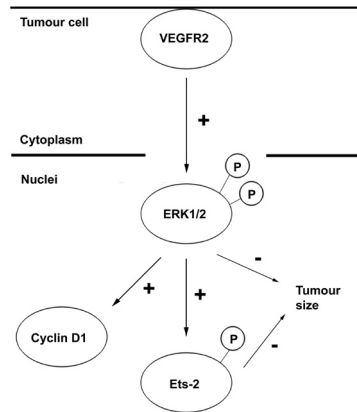 Tumour cell
VEGFR2
+
Cytoplasm
P
Nuclei
P
ERK1/2
-
+
+
Tumour
size
Cyclin D1
P
-
Ets-2